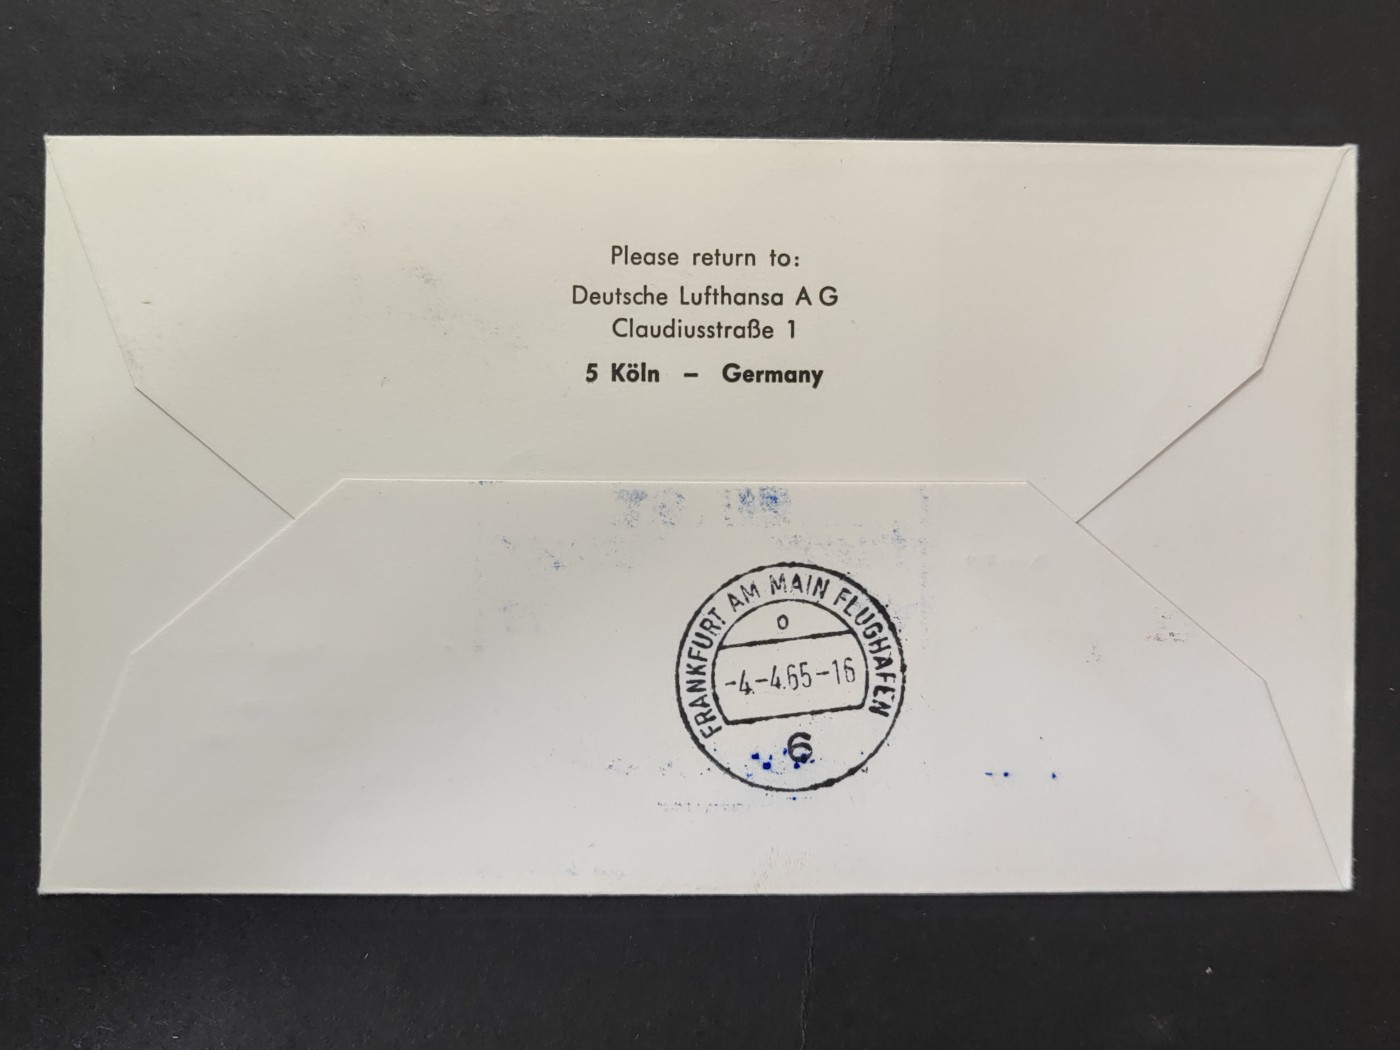 Please return to:
Deutsche Lufthansa AG
Claudiusstraße 1
5 Köln – Germany
FRANKFURT AM MAIN FLUGHAFEN
o
-4.-4.65-16
6